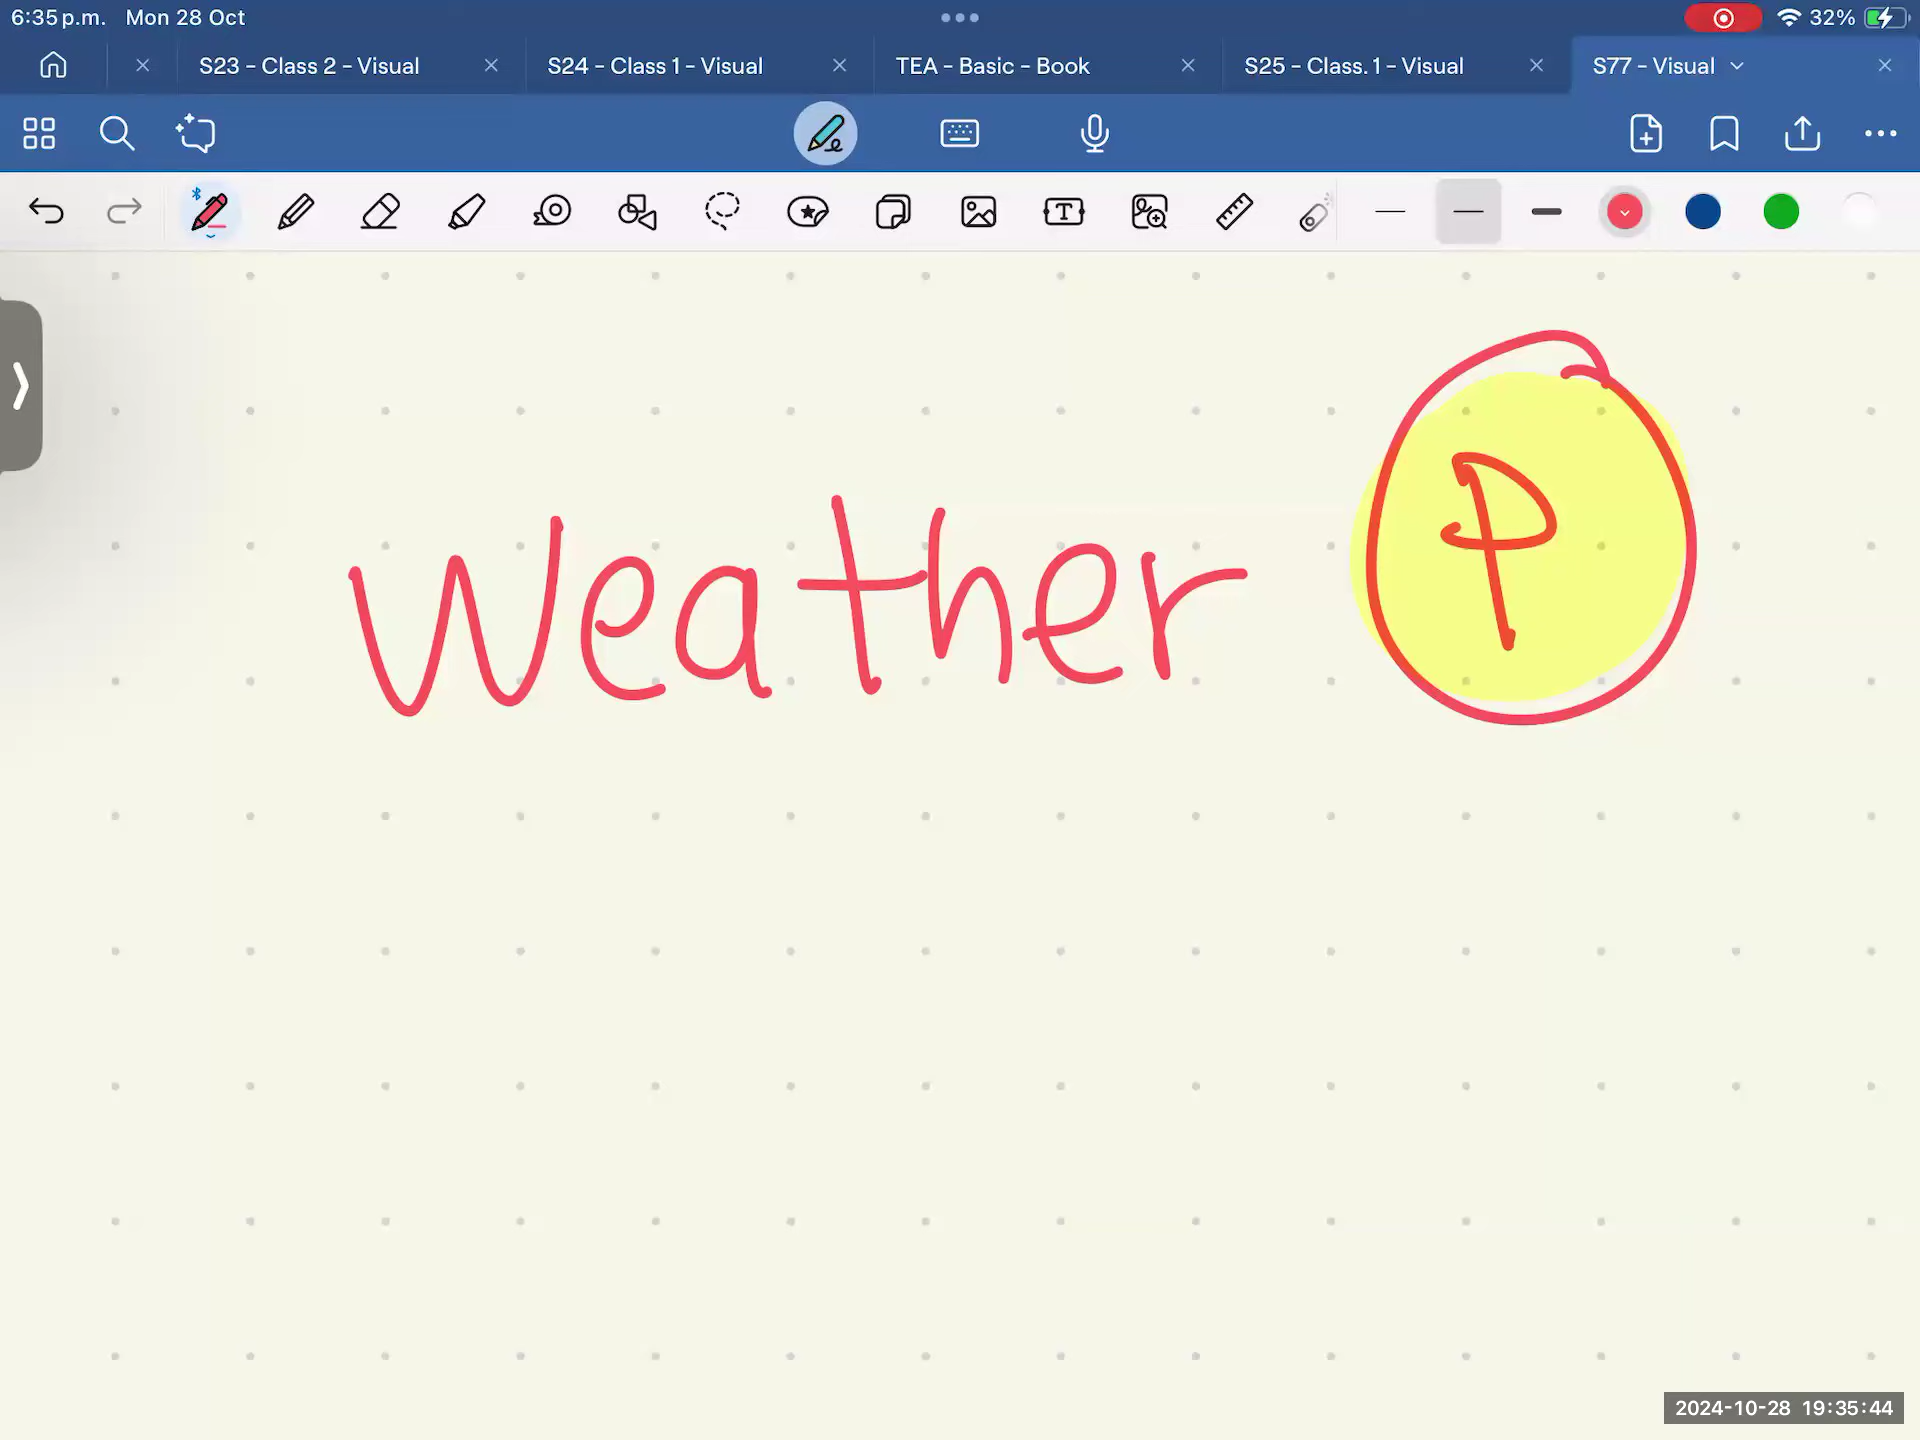 6:35 p.m. Mon 28 Oct
32%
S23 - Class 2 - Visual
S24 - Class 1 - Visual
TEA - Basic - Book
S25 - Class. 1 - Visual
S77 - Visual
Weather P
2024-10-28 19:35:44